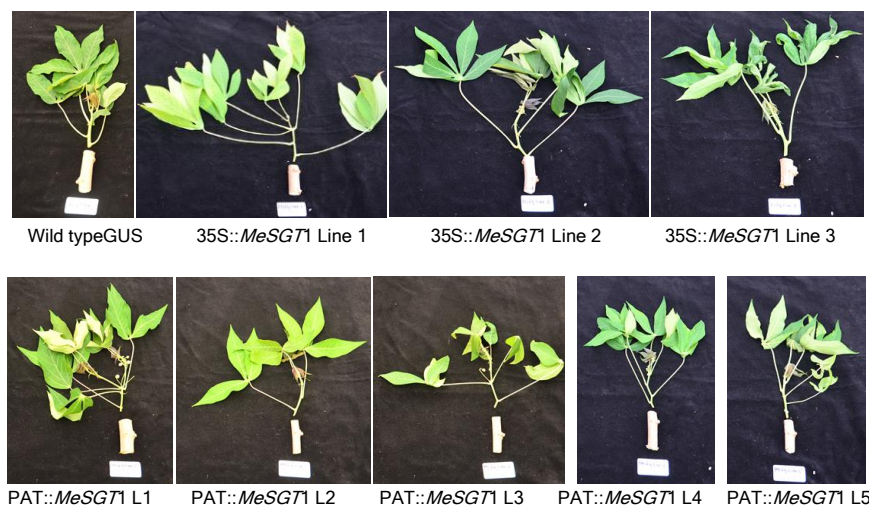 Wild typeGUS
35S::MeSGT1 Line 1
35S::MeSGT1 Line 2
35S::MeSGT1 Line 3
PAT::MeSGT1 L1
PAT::MeSGT1 L2
PAT::MeSGT1 L3
PAT::MeSGT1 L4
PAT::MeSGT1 L5